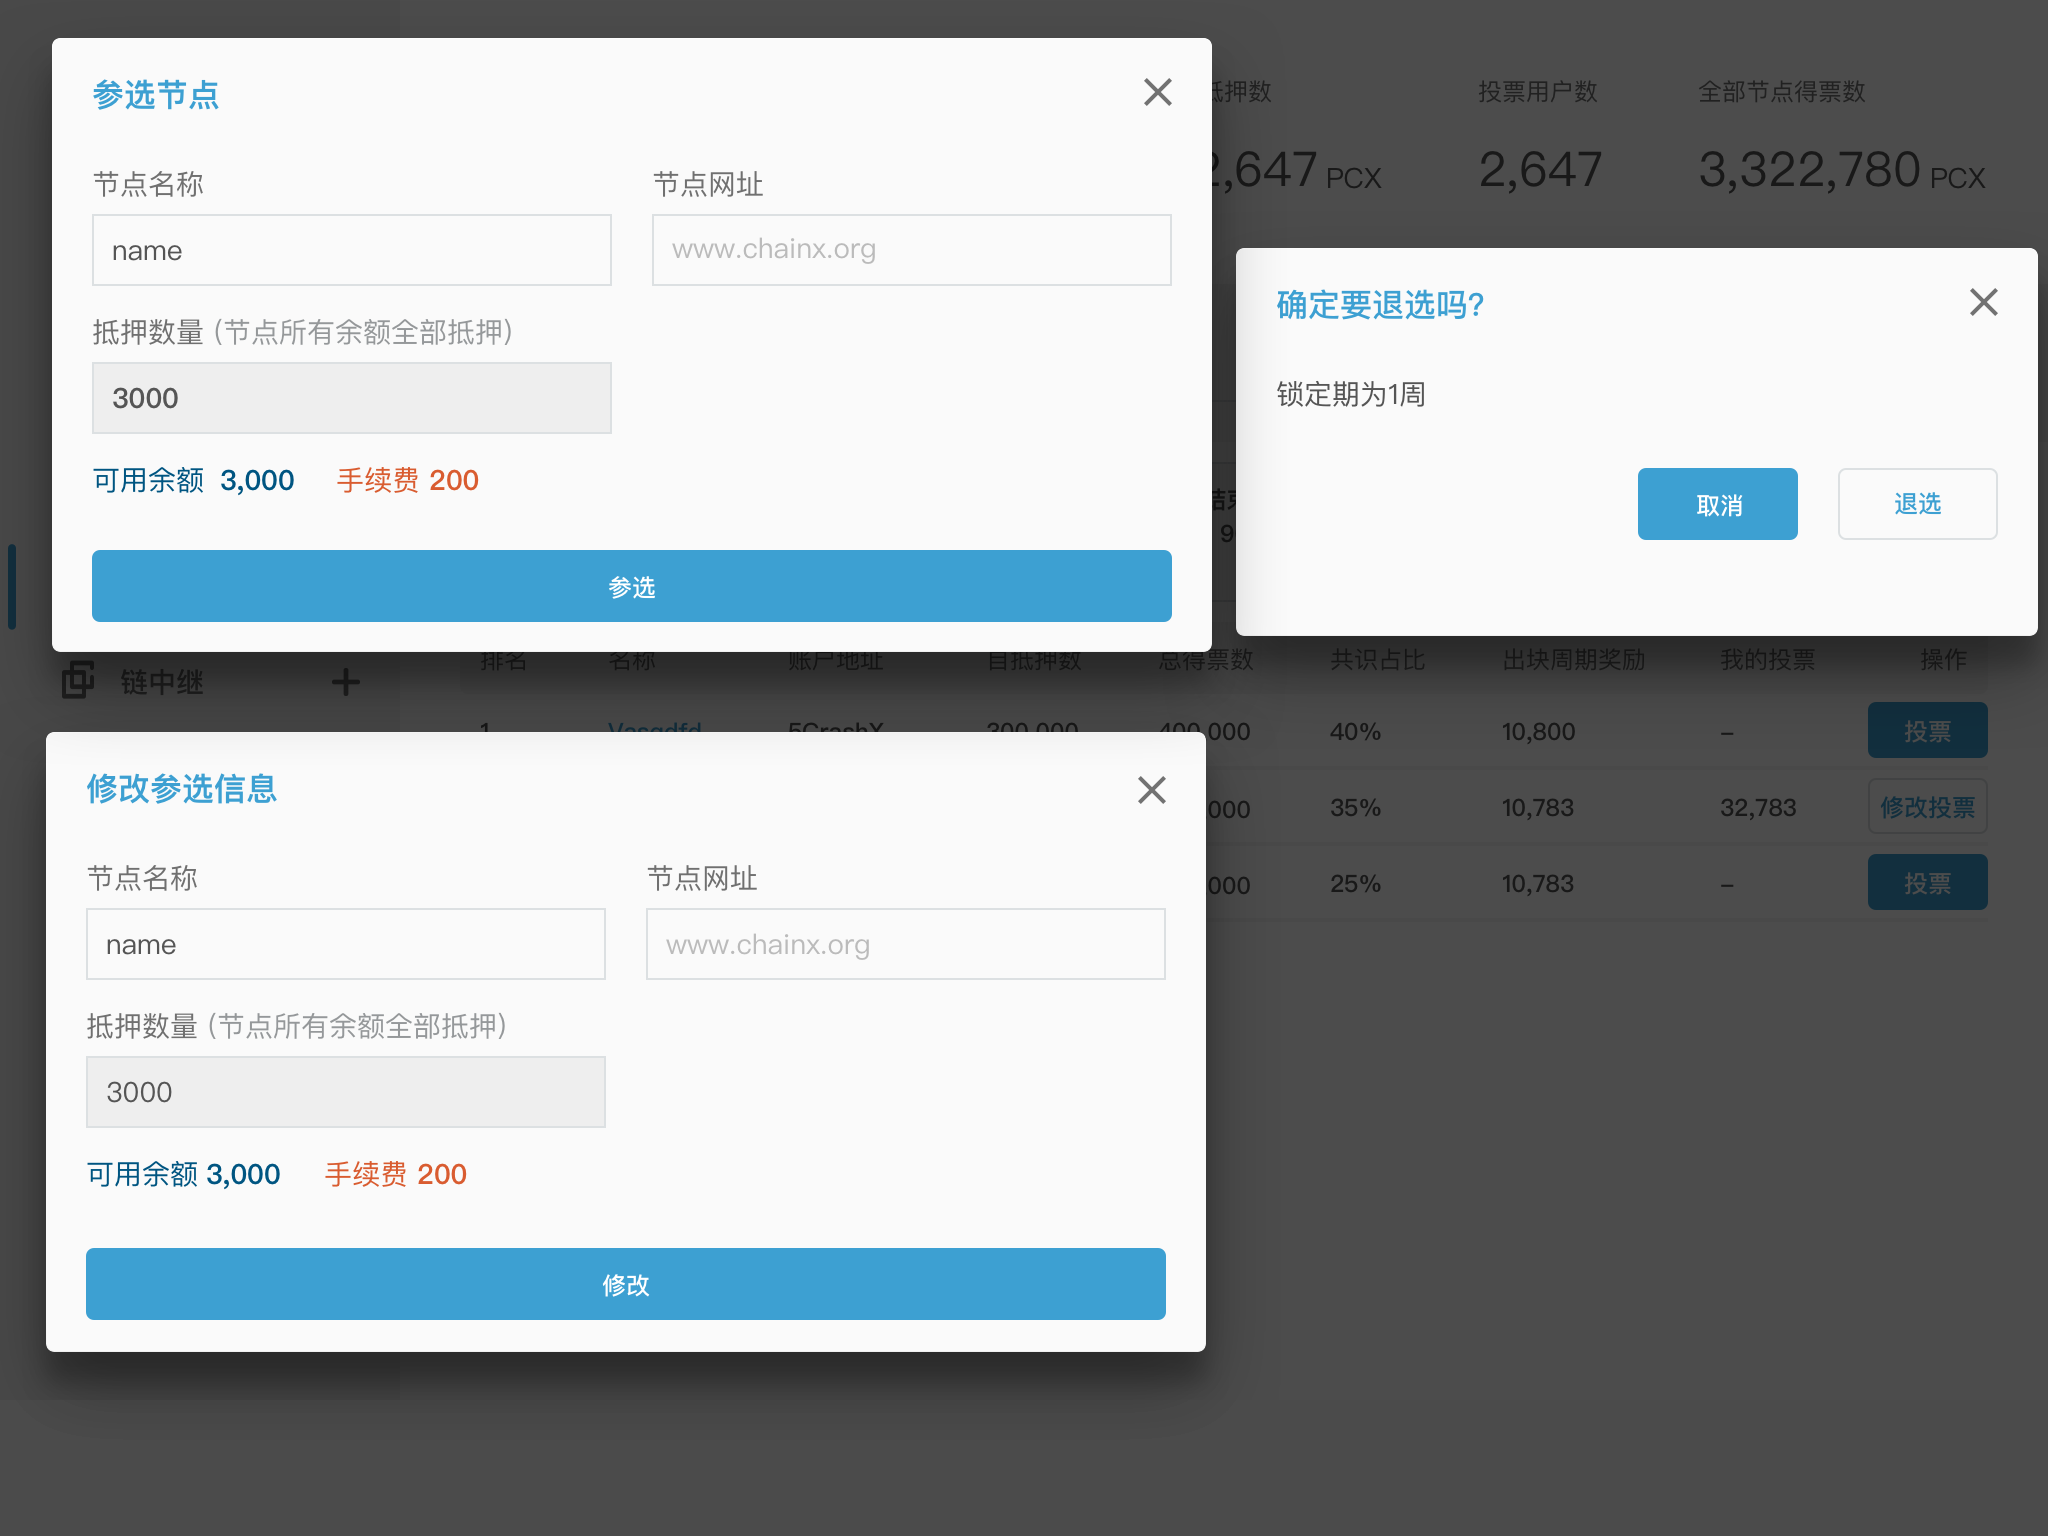 参选节点
节点名称
节点网址
name
www.chainx.org
抵押数量 (节点所有余额全部抵押)
3000
可用余额 3,000 手续费 200
参选
抵押数 投票用户数 全部节点得票数
2,647 PCX 2,647 3,322,780 PCX
确定要退选吗?
锁定期为1周
取消 退选
链中继
排名 名称 账户地址 自抵押数 总得票数 共识占比 出块周期奖励 我的投票 操作
1 Vasgdfd 5CrashX 300,000 400,000 40% 10,800 – 投票
000 35% 10,783 32,783 修改投票
000 25% 10,783 – 投票
修改参选信息
节点名称
节点网址
name
www.chainx.org
抵押数量 (节点所有余额全部抵押)
3000
可用余额 3,000 手续费 200
修改